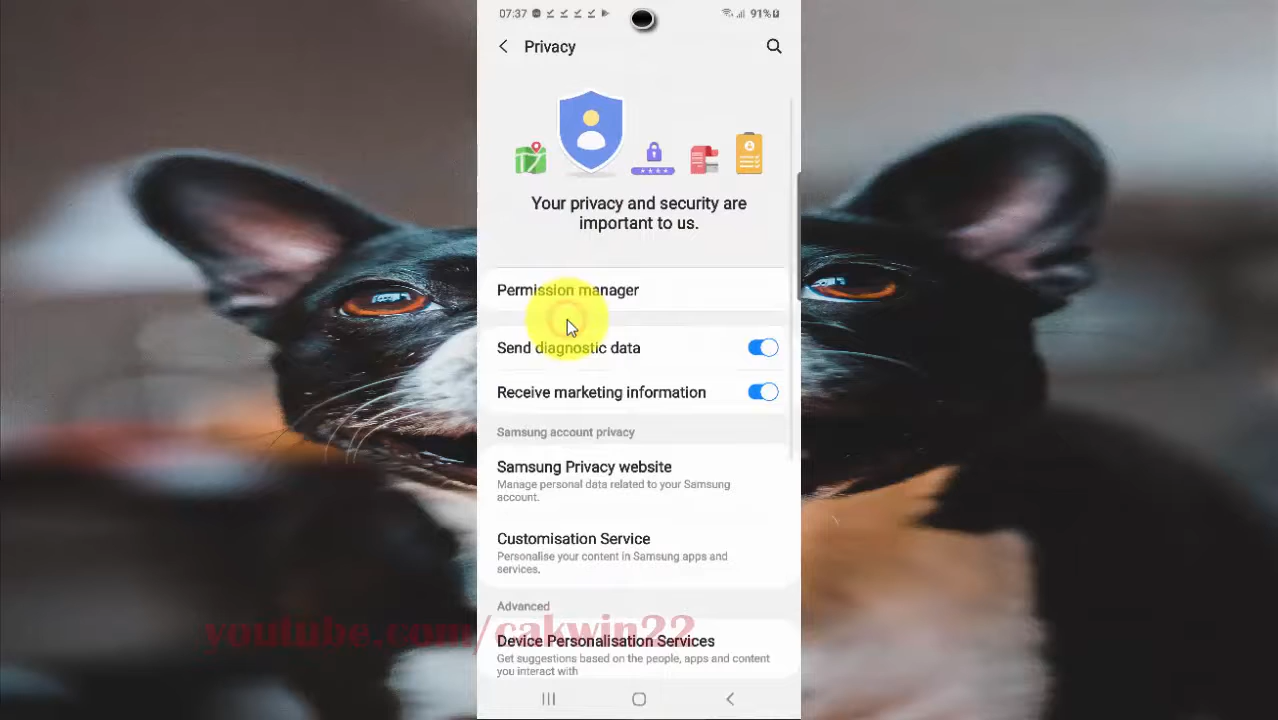 07:37 91%
Privacy
Your privacy and security are
important to us.
Permission manager
Send diagnostic data
Receive marketing information
Samsung account privacy
Samsung Privacy website
Manage personal data related to your Samsung
account.
Customisation Service
Personalise your content in Samsung apps and
services.
Advanced
youtube.com/cakwin22
Device Personalisation Services
Get suggestions based on the people, apps and content
you interact with